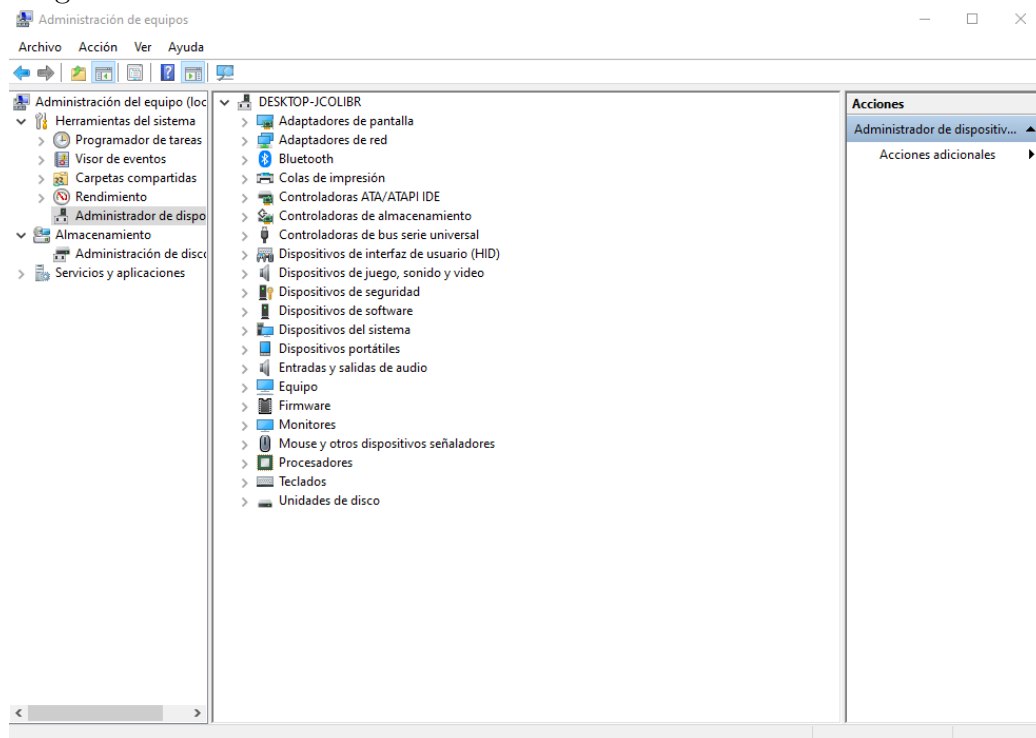 Administración de equipos
Archivo Acción Ver Ayuda
Administración del equipo (loc
Herramientas del sistema
Programador de tareas
Visor de eventos
Carpetas compartidas
Rendimiento
Administrador de dispo
Almacenamiento
Administración de disco
Servicios y aplicaciones
DESKTOP-JCOLIBR
Adaptadores de pantalla
Adaptadores de red
Bluetooth
Colas de impresión
Controladoras ATA/ATAPI IDE
Controladoras de almacenamiento
Controladoras de bus serie universal
Dispositivos de interfaz de usuario (HID)
Dispositivos de juego, sonido y video
Dispositivos de seguridad
Dispositivos de software
Dispositivos del sistema
Dispositivos portátiles
Entradas y salidas de audio
Equipo
Firmware
Monitores
Mouse y otros dispositivos señaladores
Procesadores
Teclados
Unidades de disco
Acciones
Administrador de dispositiv...
Acciones adicionales